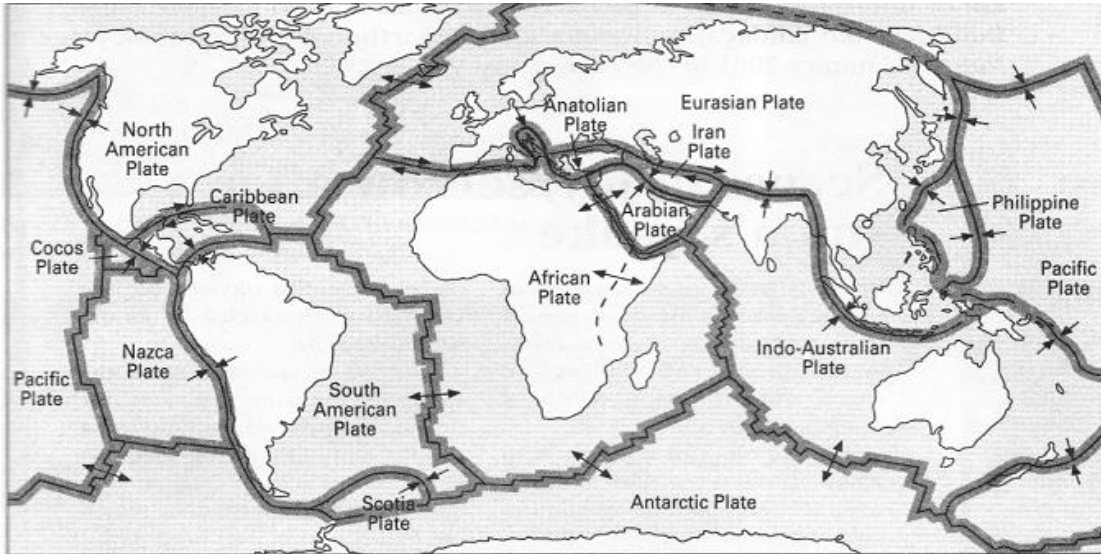 Anatolian
Plate
Eurasian Plate
Iran
Plate
North
American
Plate
Caribbean
Plate
Arabian
Plate
Philippine
Plate
Cocos
Plate
African
Plate
Pacific
Plate
Nazca
Plate
Indo-Australian
Plate
Pacific
Plate
South
American
Plate
Scotia
Plate
Antarctic Plate